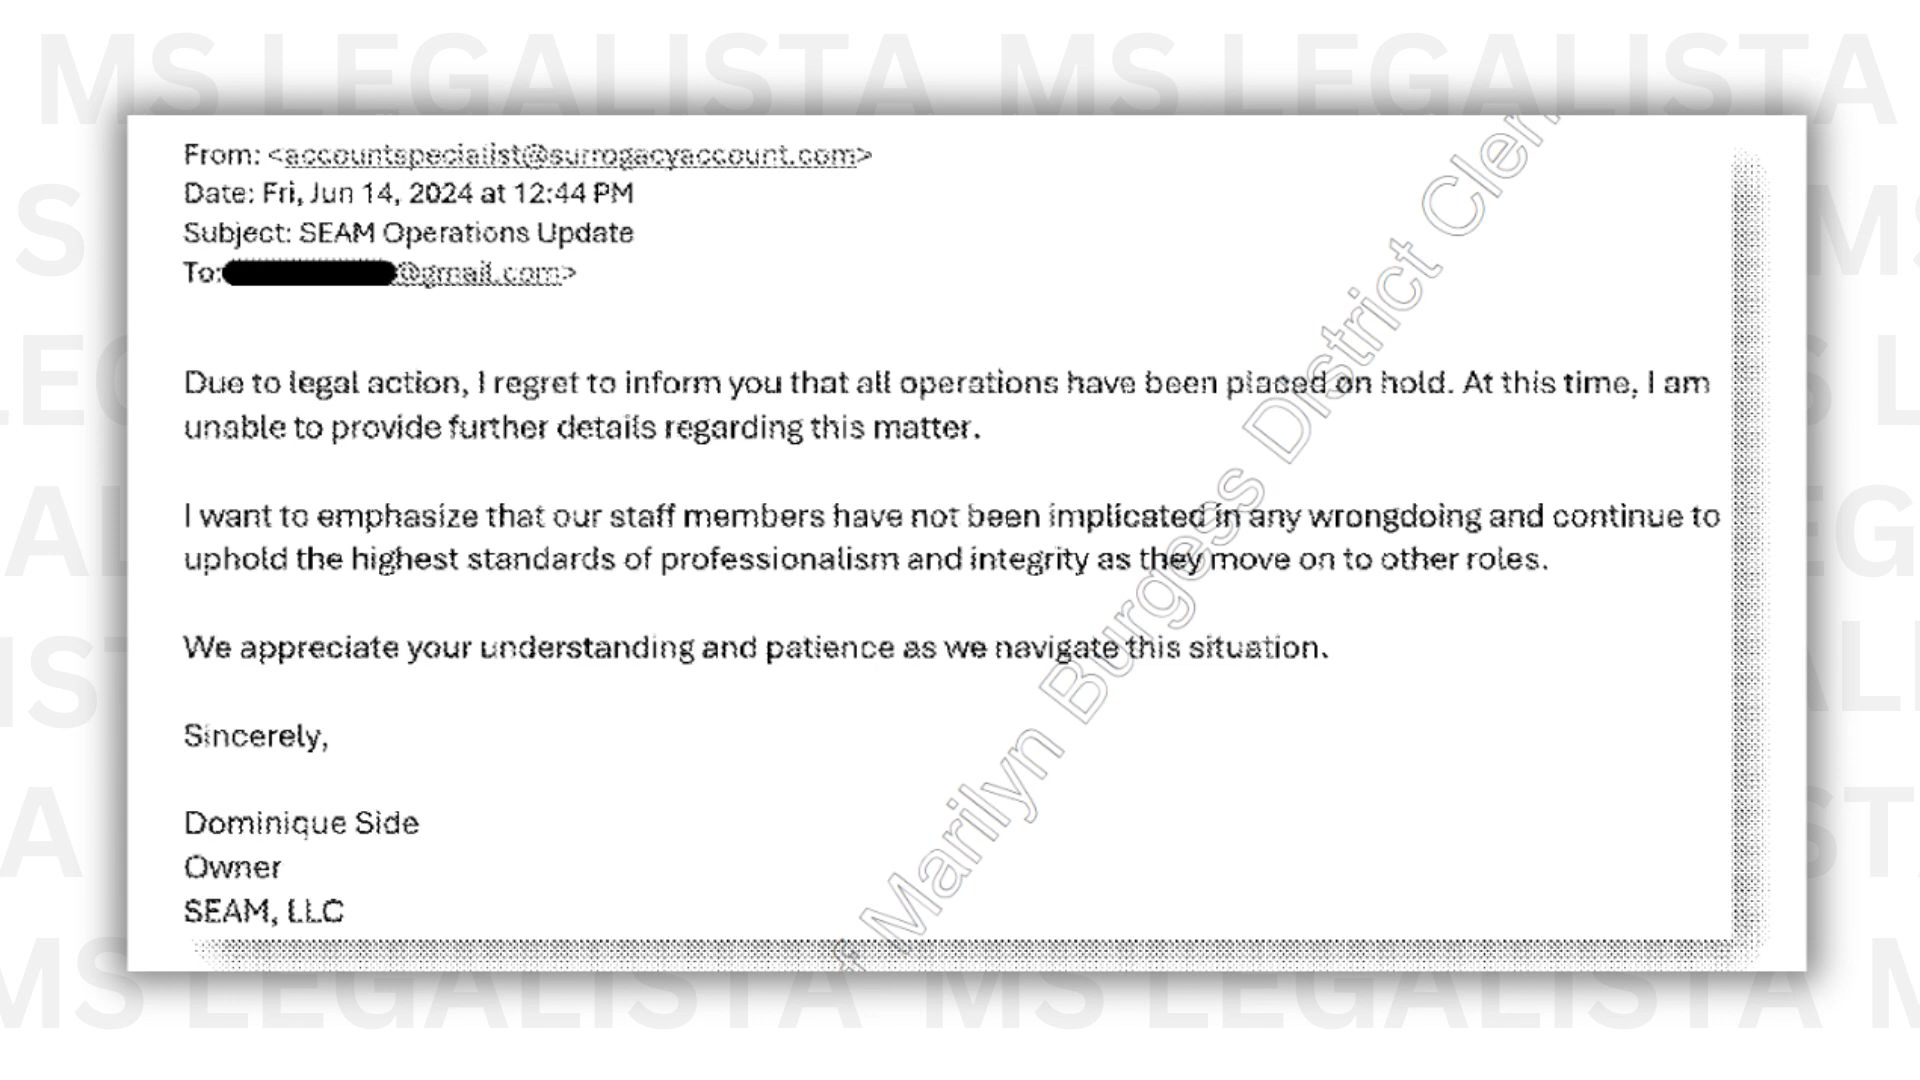 MS LEGALISTA MS LEGALISTA
From: <accountspecialist@surrogacyaccount.com>
Date: Fri, Jun 14, 2024 at 12:44 PM
Subject: SEAM Operations Update
To: @gmail.com>
Due to legal action, I regret to inform you that all operations have been placed on hold. At this time, I am
unable to provide further details regarding this matter.
I want to emphasize that our staff members have not been implicated in any wrongdoing and continue to
uphold the highest standards of professionalism and integrity as they move on to other roles.
We appreciate your understanding and patience as we navigate this situation.
Sincerely,
Dominique Side
Owner
SEAM, LLC
Marilyn Burgess District Cler
MS LEGALISTA MS LEGALISTA